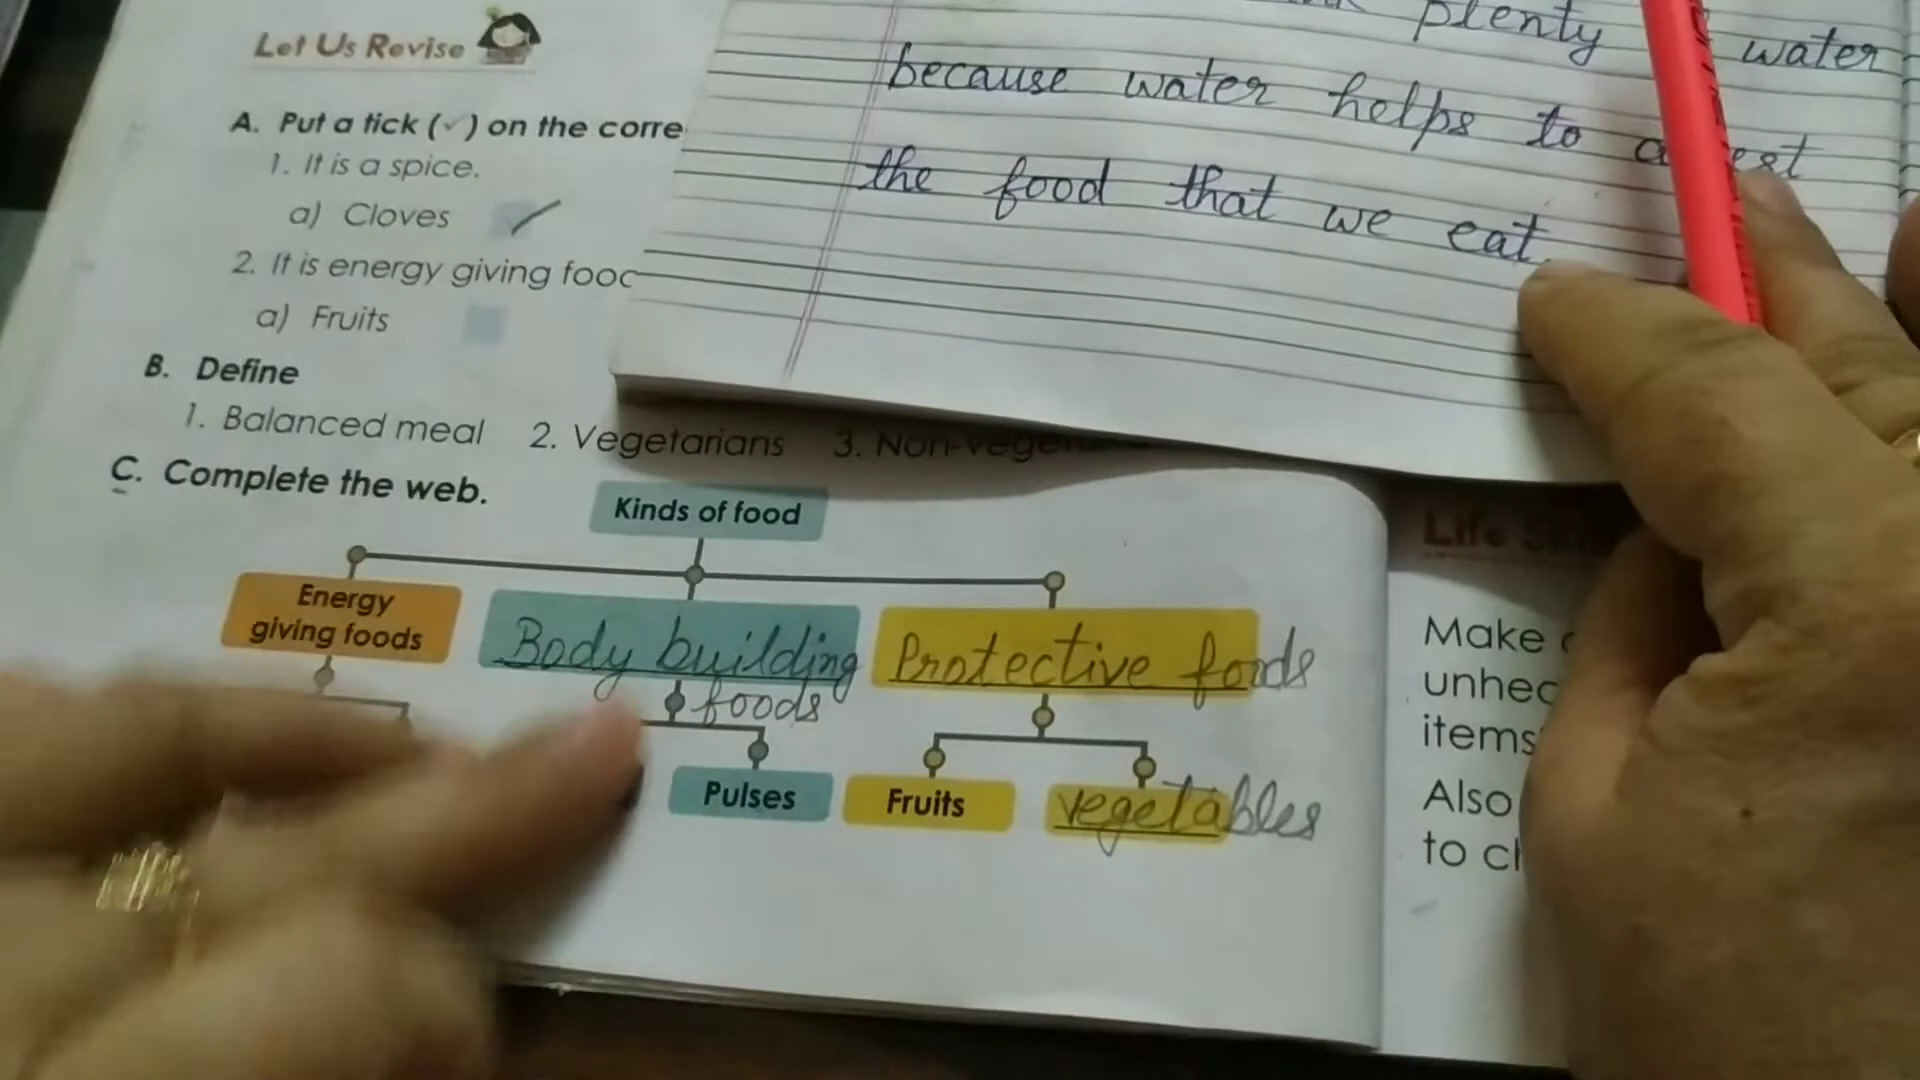 Let Us Revise
A. Put a tick (✓) on the corre
1. It is a spice.
a) Cloves ✓
2. It is energy giving food
a) Fruits
B. Define
1. Balanced meal 2. Vegetarians 3. Non-veget
C. Complete the web.
Kinds of food
Energy
giving foods
Body building
foods
Protective foods
Pulses
Fruits
vegetables
plenty water
because water helps to
the food that we eat.
Life
Make
items
Also
to